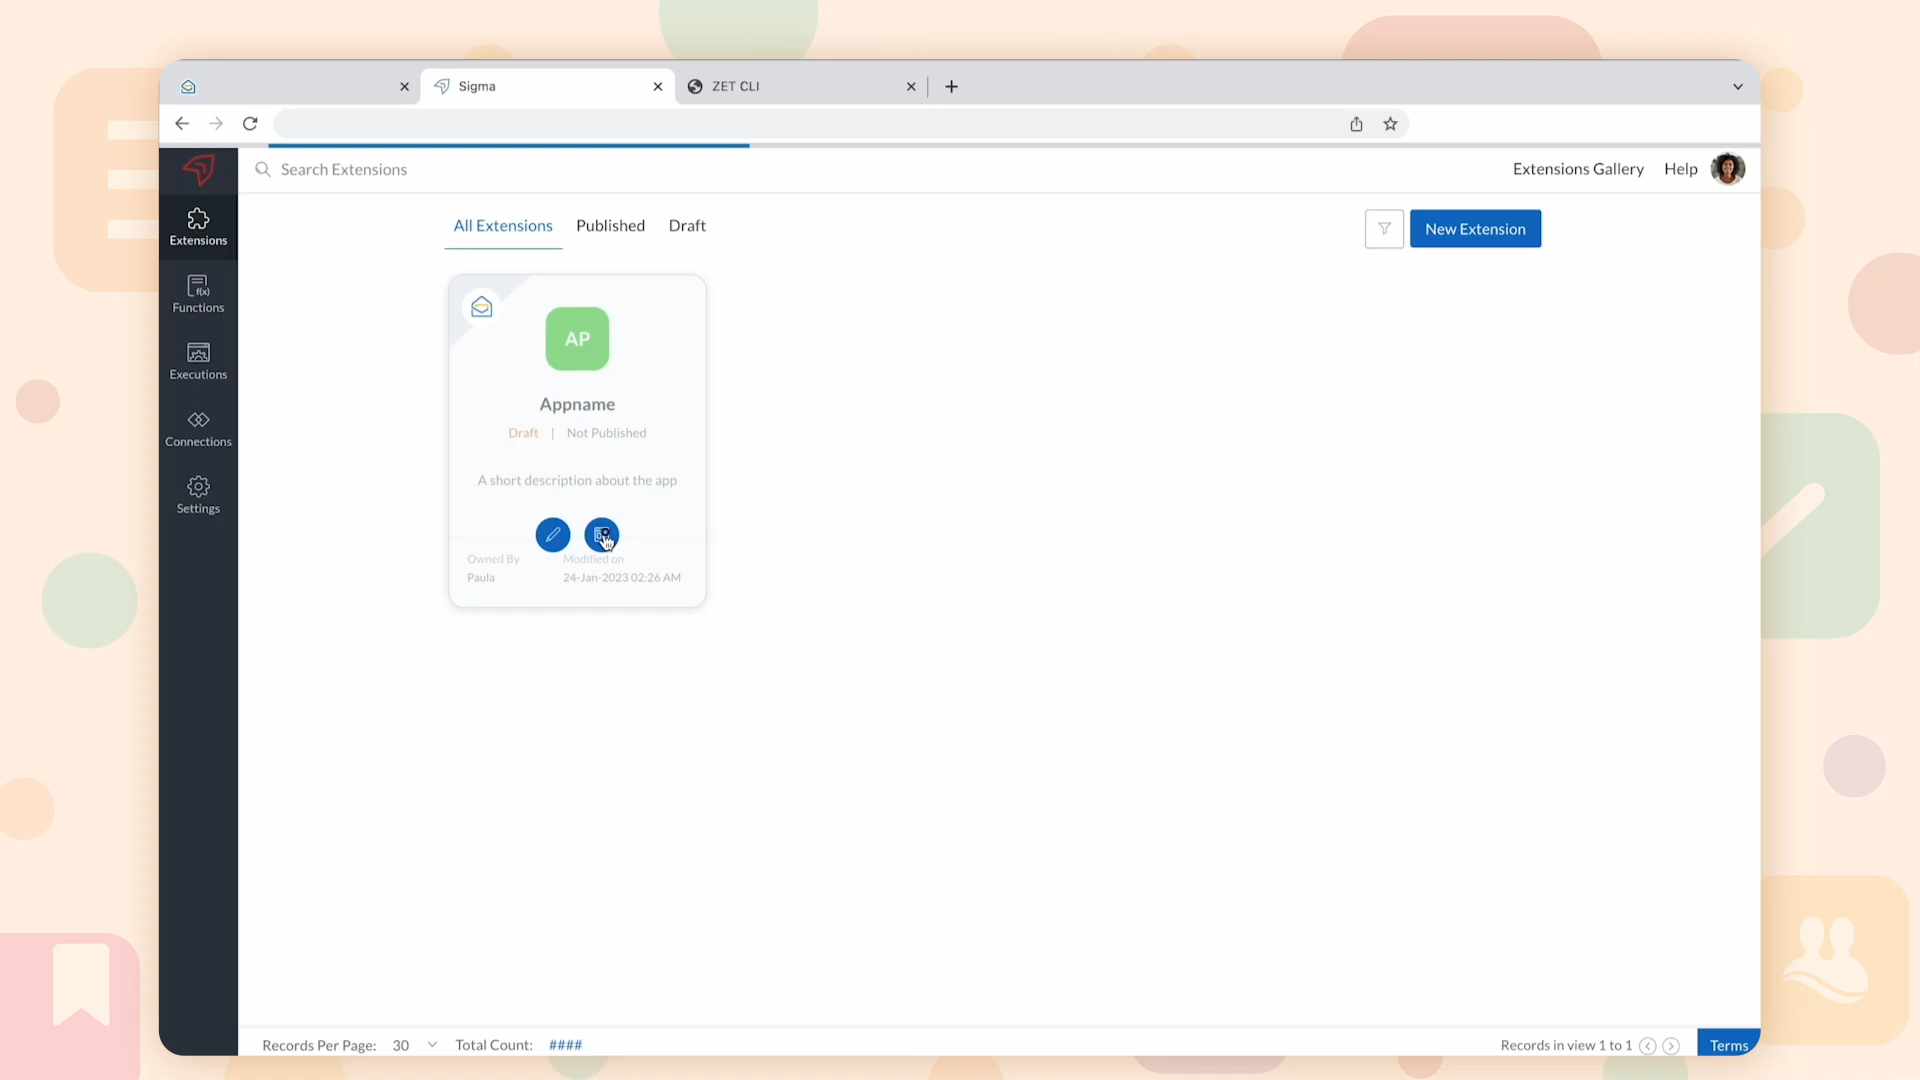 Sigma
ZET CLI
Search Extensions
Extensions Gallery
Help
Extensions
Functions
Executions
Connections
Settings
All Extensions
Published
Draft
New Extension
AP
Appname
Draft | Not Published
A short description about the app
Owned By
Paula
Modified on
24-Jan-2023 02:26 AM
Records Per Page: 30
Total Count: ####
Records in view 1 to 1
Terms